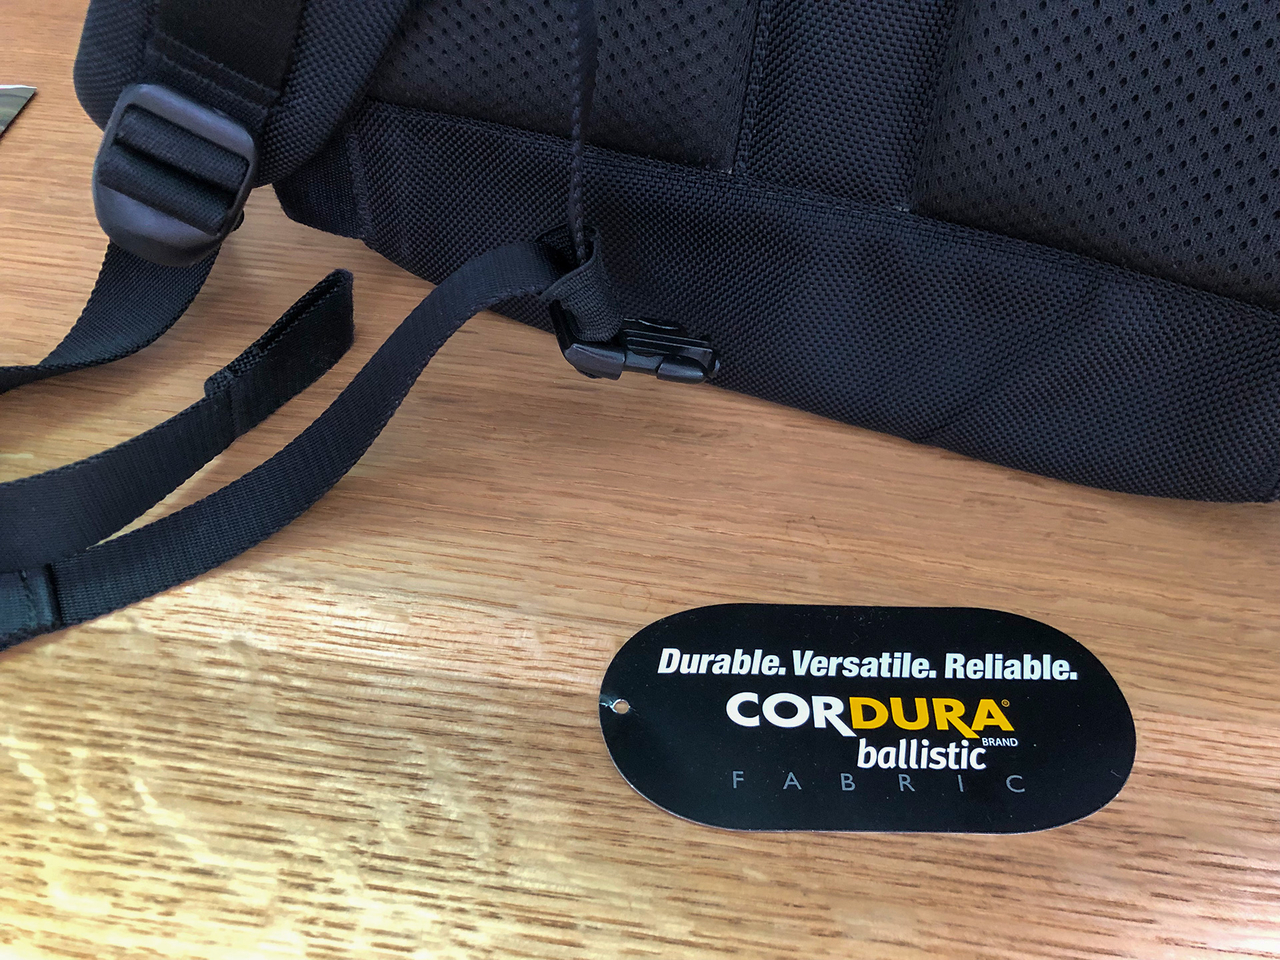 Durable. Versatile. Reliable.
CORDURA®
ballistic BRAND
FABRIC